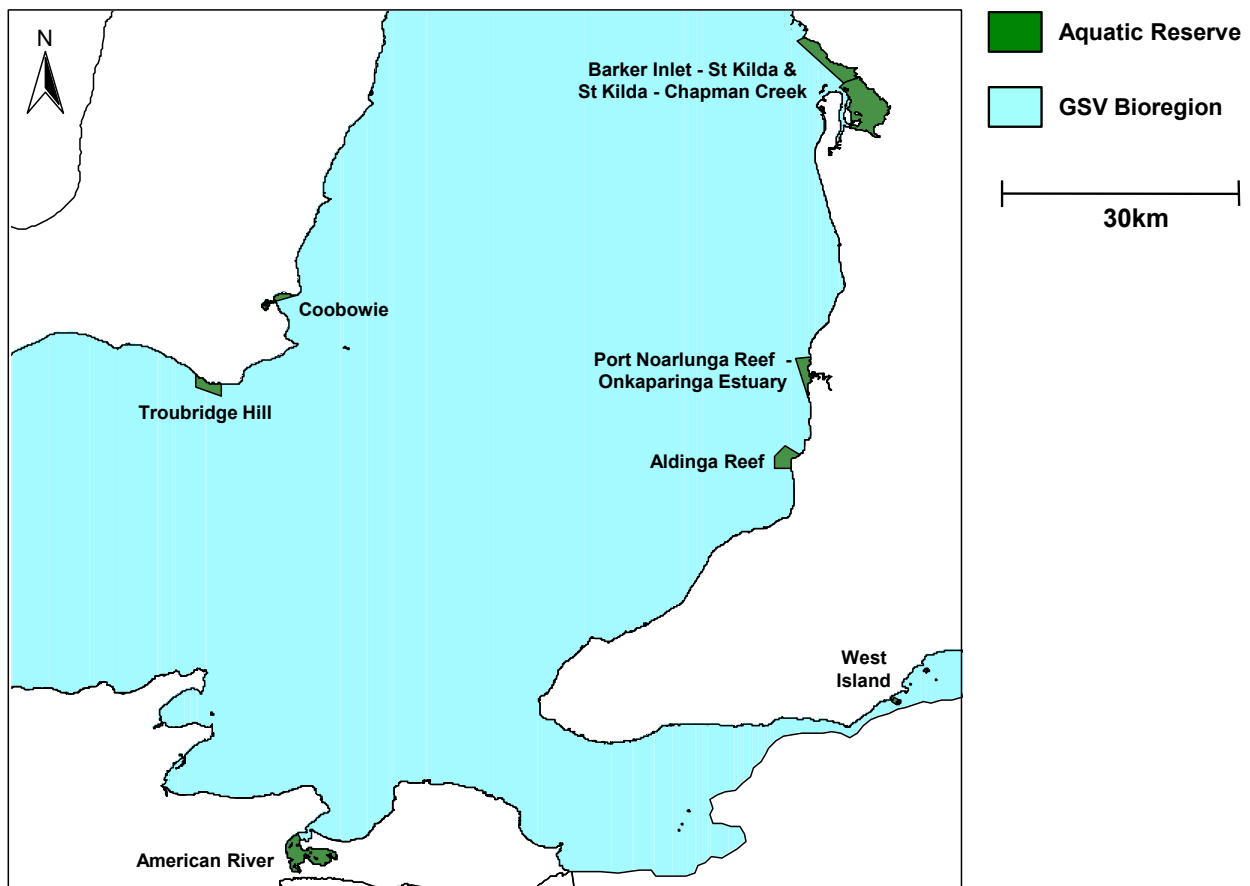 N
Barker Inlet - St Kilda &
St Kilda - Chapman Creek
Coobowie
Troubridge Hill
Port Noarlunga Reef -
Onkaparinga Estuary
Aldinga Reef
West
Island
American River
Aquatic Reserve
GSV Bioregion
30km